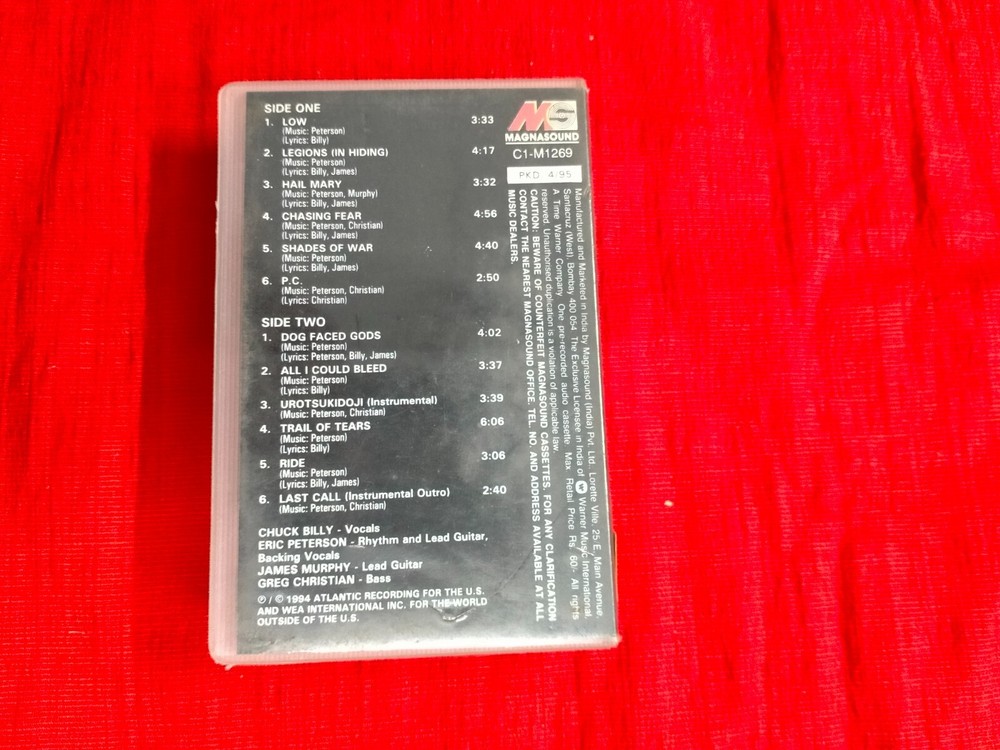 SIDE ONE
1. LOW 3:33
(Music: Peterson)
(Lyrics: Billy)
2. LEGIONS (IN HIDING) 4:17
(Music: Peterson)
(Lyrics: Billy, James)
3. HAIL MARY 3:32
(Music: Peterson, Murphy)
(Lyrics: Billy, James)
4. CHASING FEAR 4:56
(Music: Peterson, Christian)
(Lyrics: Billy, James)
5. SHADES OF WAR 4:40
(Music: Peterson)
(Lyrics: Billy, James)
6. P.C. 2:50
(Music: Peterson, Christian)
(Lyrics: Christian)
SIDE TWO
1. DOG FACED GODS 4:02
(Music: Peterson)
(Lyrics: Peterson, Billy, James)
2. ALL I COULD BLEED 3:37
(Music: Peterson)
(Lyrics: Billy)
3. UROTSUKIDOJI (Instrumental) 3:39
(Music: Peterson, Christian)
4. TRAIL OF TEARS 6:06
(Music: Peterson)
(Lyrics: Billy)
5. RIDE 3:06
(Music: Peterson)
(Lyrics: Billy, James)
6. LAST CALL (Instrumental Outro) 2:40
(Music: Peterson, Christian)
CHUCK BILLY - Vocals
ERIC PETERSON - Rhythm and Lead Guitar,
Backing Vocals
JAMES MURPHY - Lead Guitar
GREG CHRISTIAN - Bass
℗ / © 1994 ATLANTIC RECORDING FOR THE U.S.
AND WEA INTERNATIONAL INC. FOR THE WORLD
OUTSIDE OF THE U.S.
MS
MAGNASOUND
C1-M1269
PKD 4/95
Manufactured and Marketed in India by Magnasound (India) Pvt. Ltd. Lorette Ville, 25 E, Main Avenue,
Santacruz (West), Bombay 400 054 The Exclusive Licensee in India of Warner Music International,
A Time Warner Company One pre-recorded audio cassette Max. Retail Price Rs. 60/- All rights
reserved. Unauthorised duplication is a violation of applicable law.
CAUTION: BEWARE OF COUNTERFEIT MAGNASOUND CASSETTES. FOR ANY CLARIFICATION
CONTACT THE NEAREST MAGNASOUND OFFICE. TEL. NO. AND ADDRESS AVAILABLE AT ALL
MUSIC DEALERS.